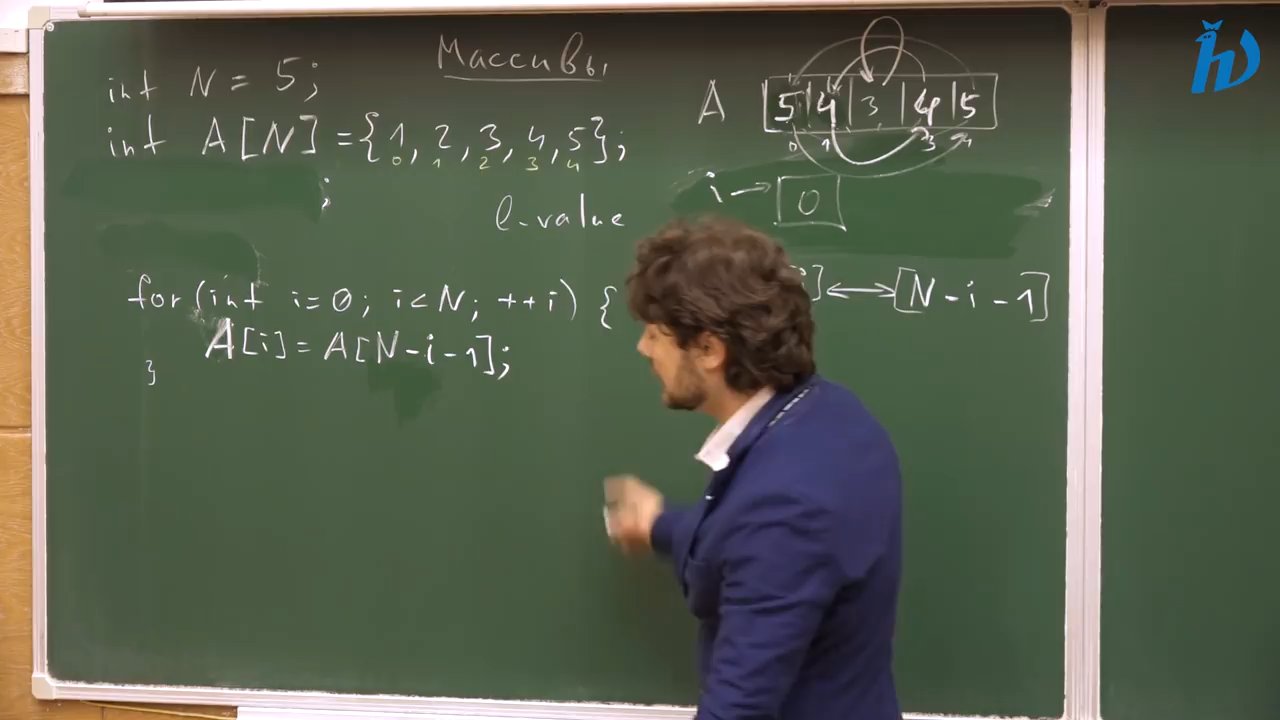 Массивы
int N = 5;
int A[N] = {1, 2, 3, 4, 5};
0 1 2 3 4
;
l-value
for (int i=0; i<N; ++i) {
A[i] = A[N-i-1];
}
A 5 4 3 4 5
0 1 3 4
i → 0
i] ↔ [N-i-1]